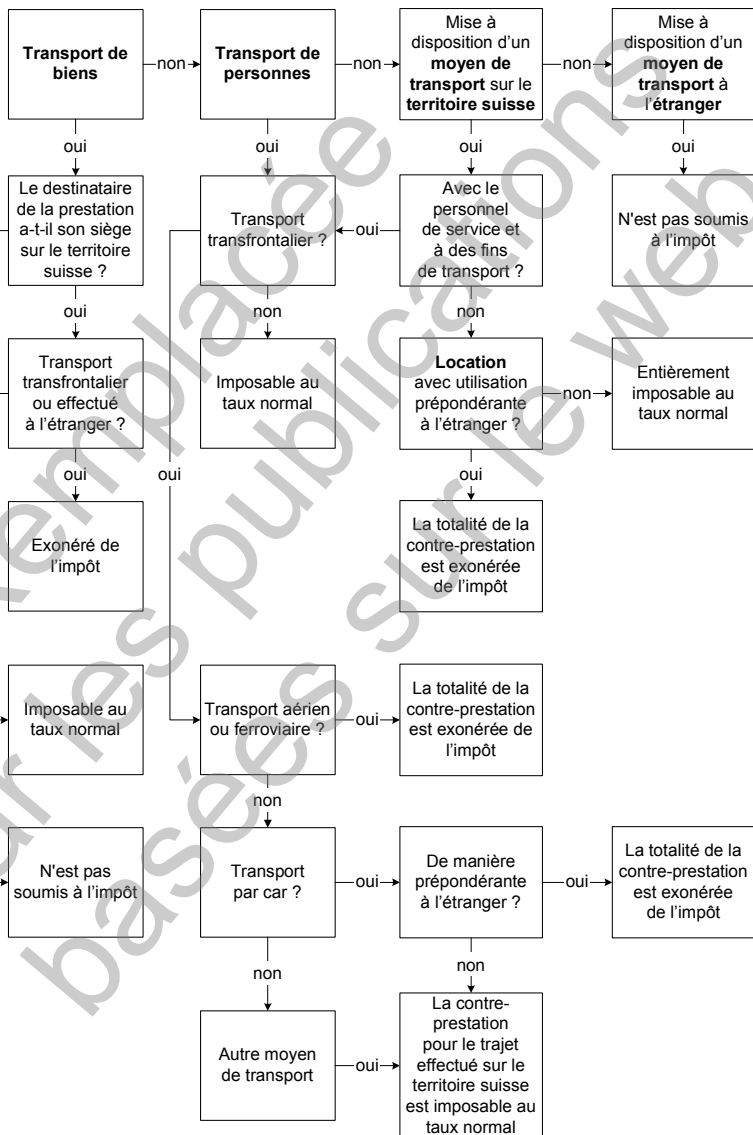 Transport de
biens
non
Transport de
personnes
non
Mise à
disposition d'un
moyen de
transport sur le
territoire suisse
non
Mise à
disposition d'un
moyen de
transport à
l'étranger
oui
oui
oui
oui
Le destinataire
de la prestation
a-t-il son siège
sur le territoire
suisse ?
Transport
transfrontalier ?
oui
Avec le
personnel
de service et
à des fins
de transport ?
N'est pas soumis
à l'impôt
oui
non
non
Transport
transfrontalier
ou effectué
à l'étranger ?
Imposable au
taux normal
Location
avec utilisation
prépondérante
à l'étranger ?
non
Entièrement
imposable au
taux normal
oui
oui
oui
Exonéré de
l'impôt
La totalité de la
contre-prestation
est exonérée
de l'impôt
Imposable au
taux normal
Transport aérien
ou ferroviaire ?
oui
La totalité de la
contre-prestation
est exonérée de
l'impôt
non
N'est pas
soumis à l'impôt
Transport
par car ?
oui
De manière
prépondérante
à l'étranger ?
oui
La totalité de la
contre-prestation
est exonérée
de l'impôt
non
non
Autre moyen
de transport
oui
La contre-
prestation
pour le trajet
effectué sur le
territoire suisse
est imposable au
taux normal
remplacée
les publications
basées sur le web